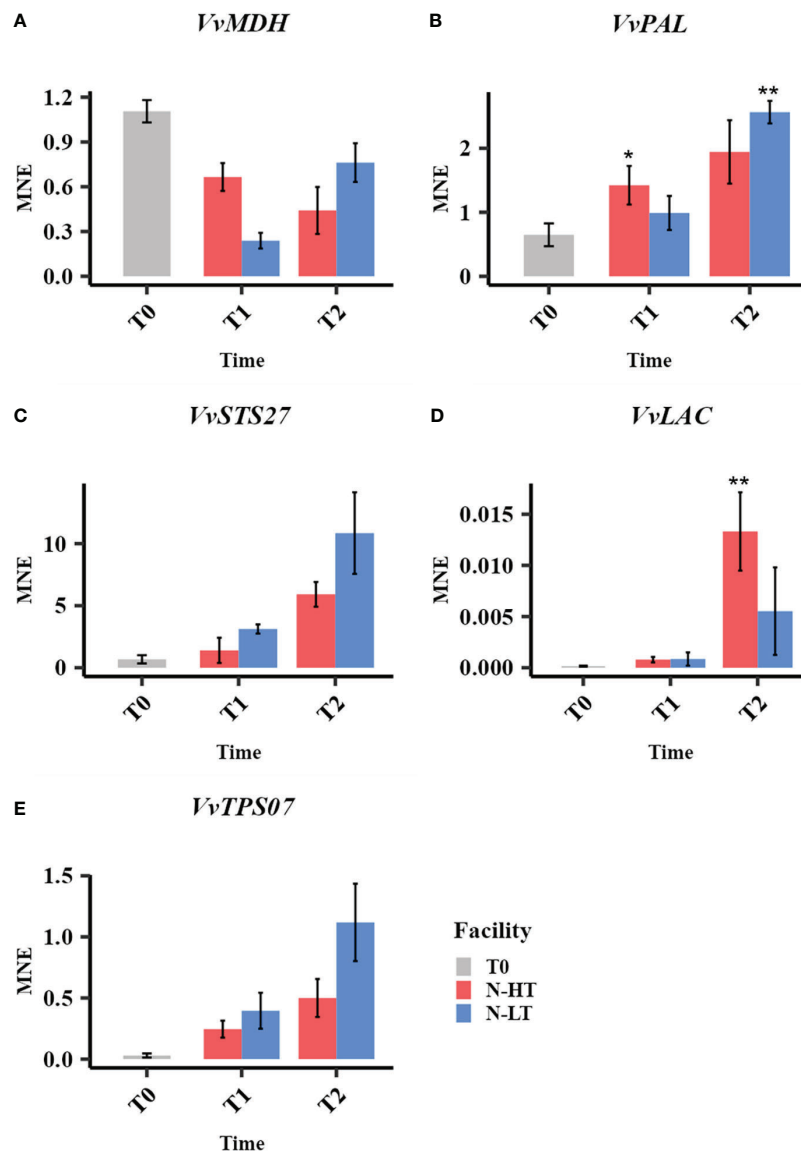 A
VvMDH
1.2
0.9
0.6
0.3
0.0
MNE
T0
T1
T2
Time
B
VvPAL
2
1
0
MNE
*
**
T0
T1
T2
Time
C
VvSTS27
10
5
0
MNE
T0
T1
T2
Time
D
VvLAC
0.015
0.010
0.005
0.000
MNE
**
T0
T1
T2
Time
E
VvTPS07
1.5
1.0
0.5
0.0
MNE
T0
T1
T2
Time
Facility
T0
N-HT
N-LT